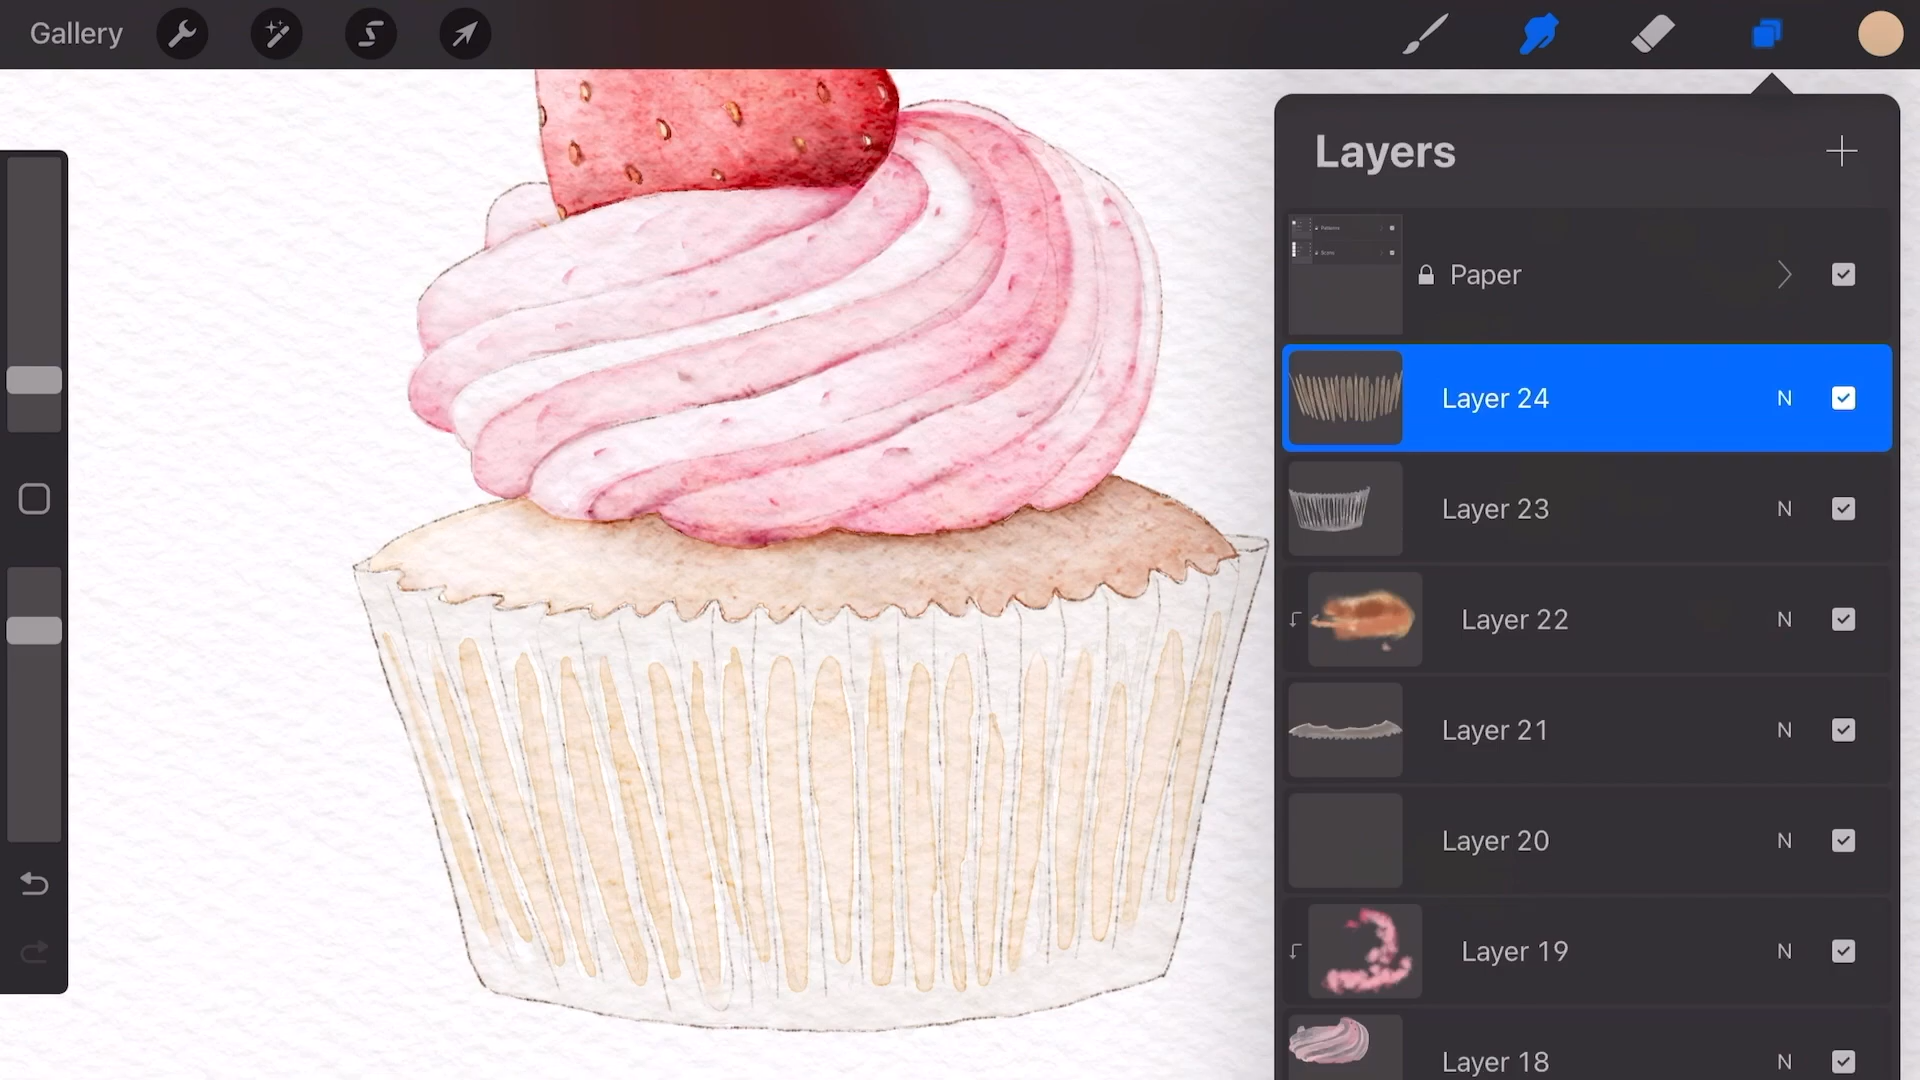 Gallery
Layers
Paper
Layer 24 N
Layer 23 N
Layer 22 N
Layer 21 N
Layer 20 N
Layer 19 N
Layer 18 N